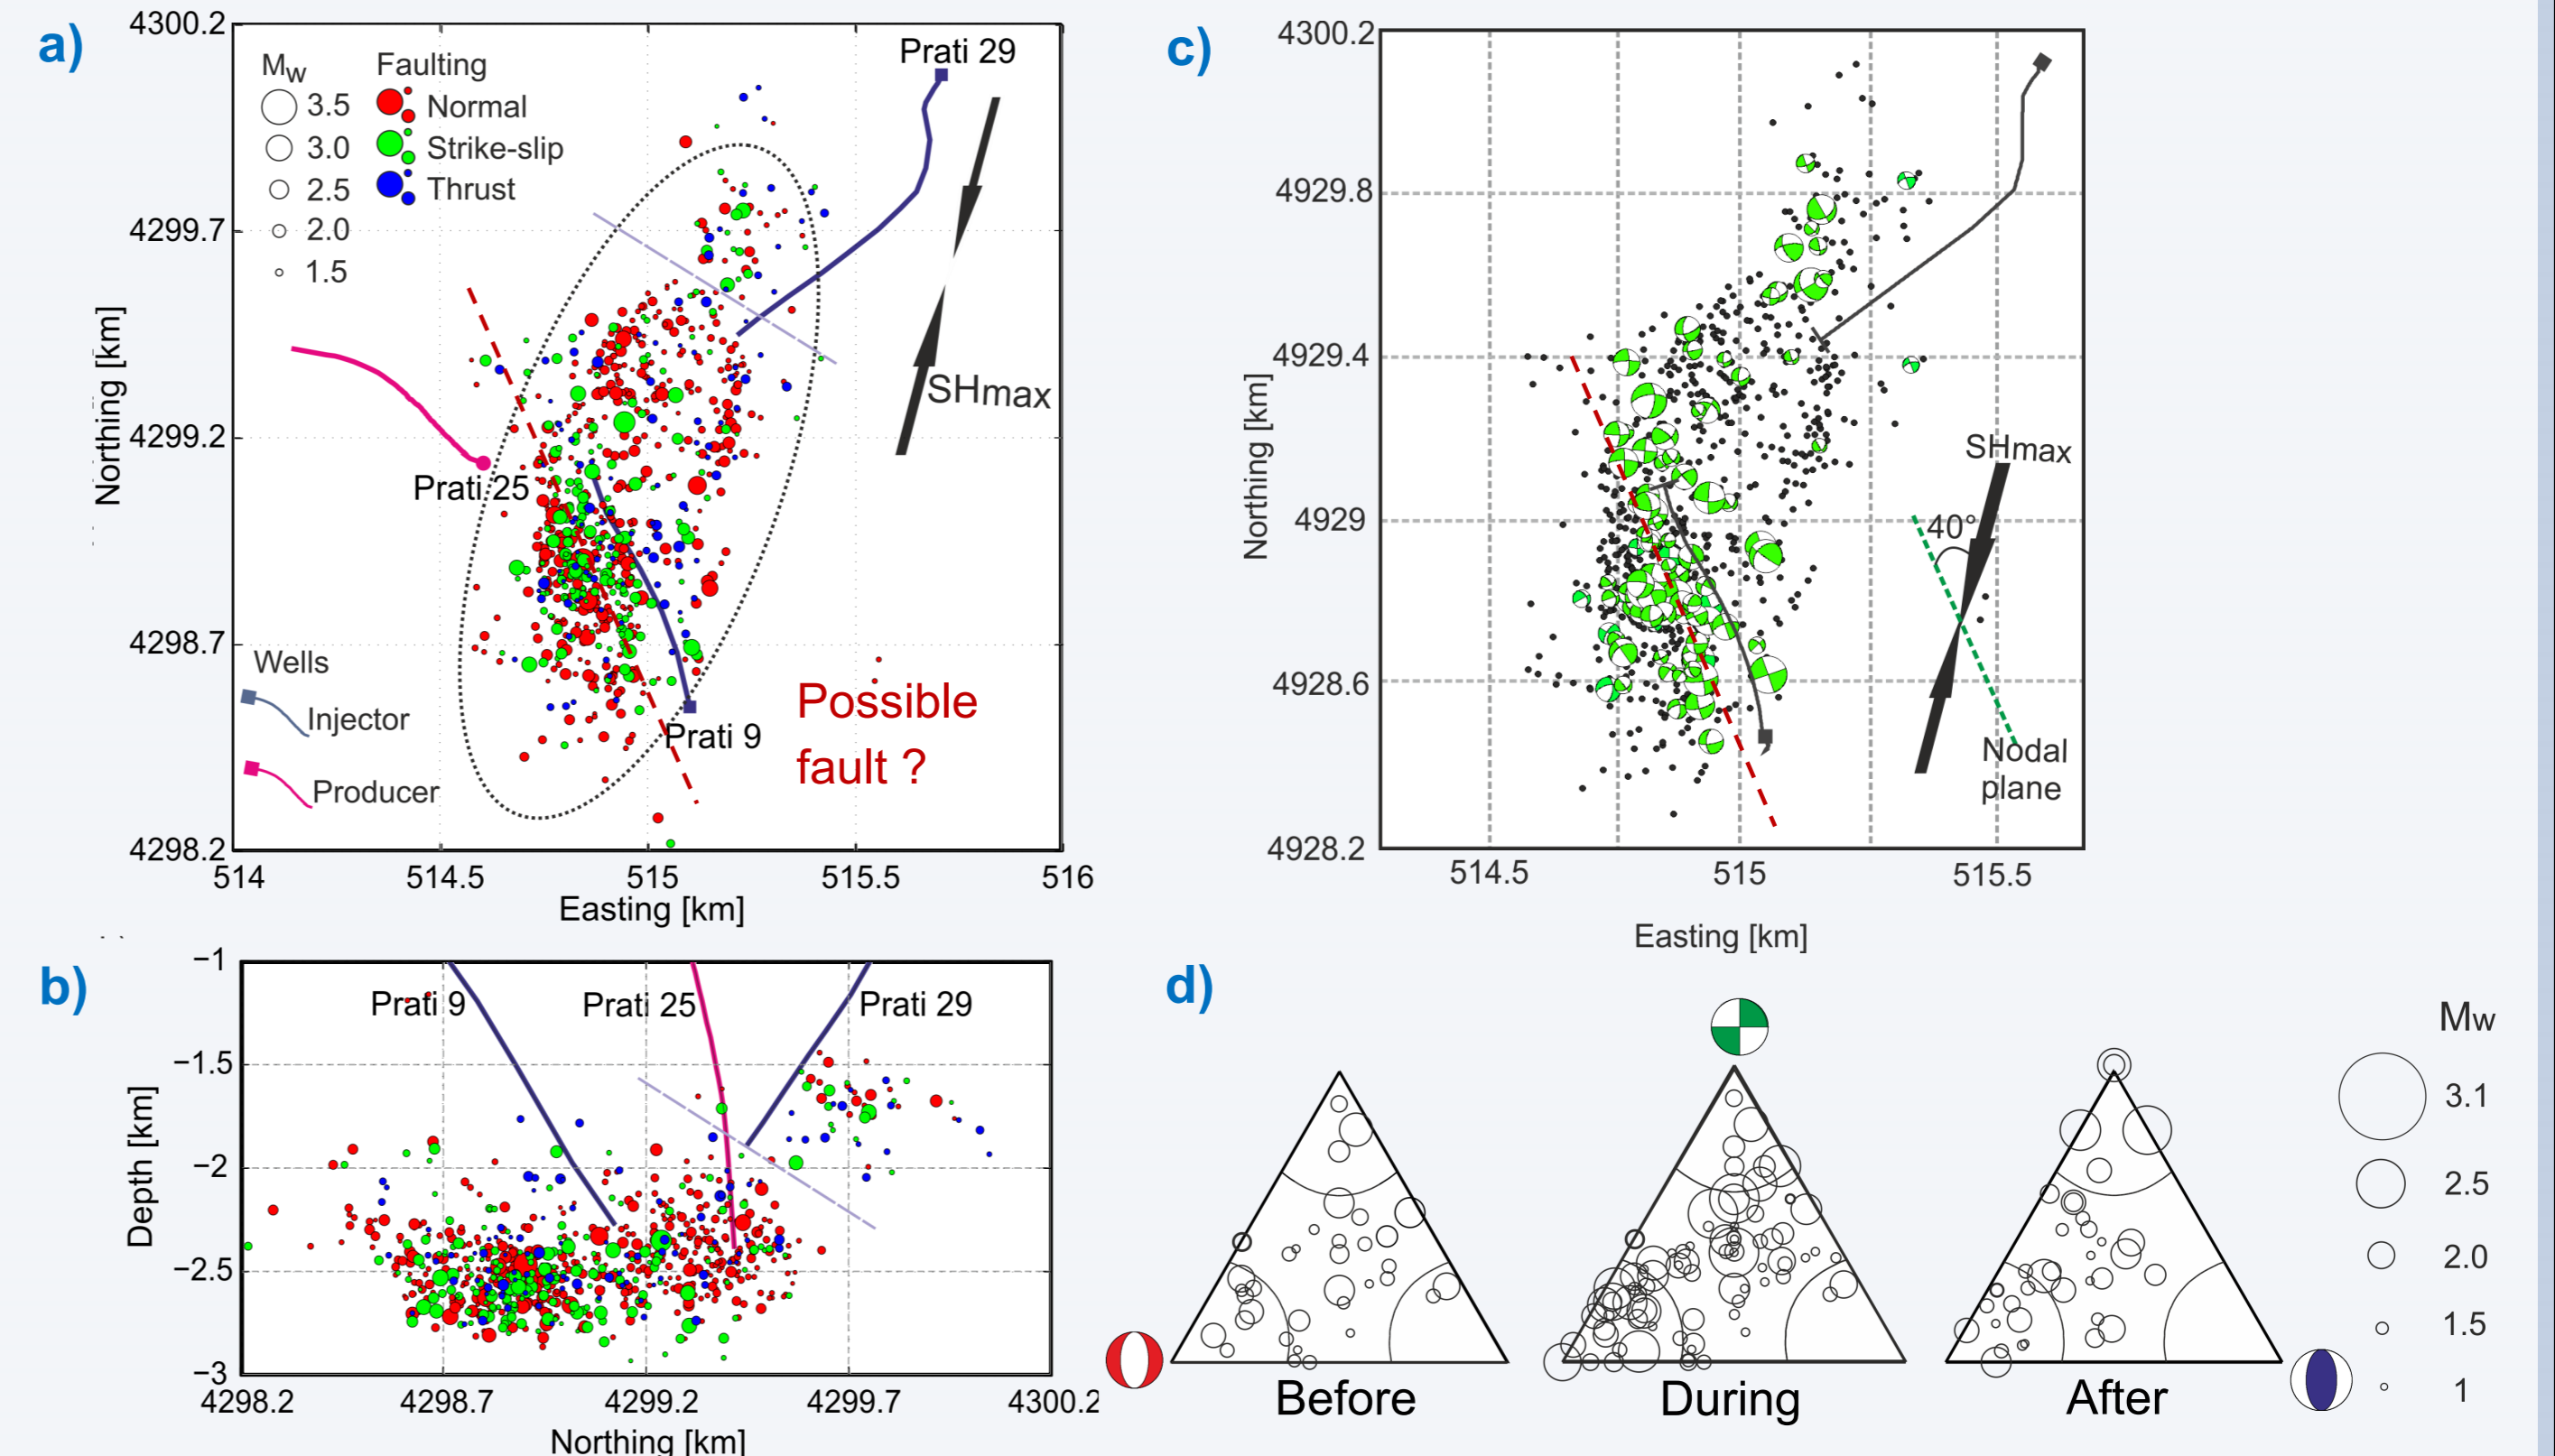 a)
4300.2
4299.7
4299.2
4298.7
4298.2
Northing [km]
Mw
3.5
3.0
2.5
2.0
1.5
Faulting
Normal
Strike-slip
Thrust
Prati 29
SHmax
Prati 25
Prati 9
Possible
fault ?
Wells
Injector
Producer
514
514.5
515
515.5
516
Easting [km]
c)
4300.2
4929.8
4929.4
4929
4928.6
4928.2
Northing [km]
SHmax
40°
Nodal
plane
514.5
515
515.5
Easting [km]
b)
−1
−1.5
−2
−2.5
−3
Depth [km]
Prati 9
Prati 25
Prati 29
4298.2
4298.7
4299.2
4299.7
4300.2
Northing [km]
d)
Before
During
After
Mw
3.1
2.5
2.0
1.5
1